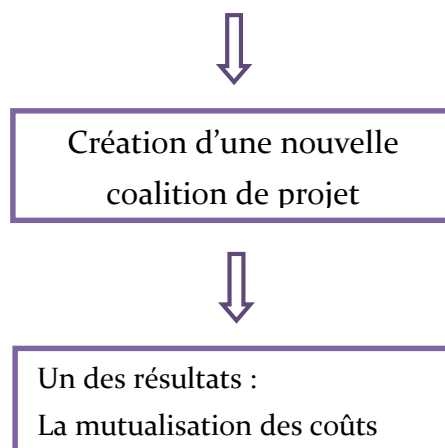 Création d’une nouvelle
coalition de projet
Un des résultats :
La mutualisation des coûts